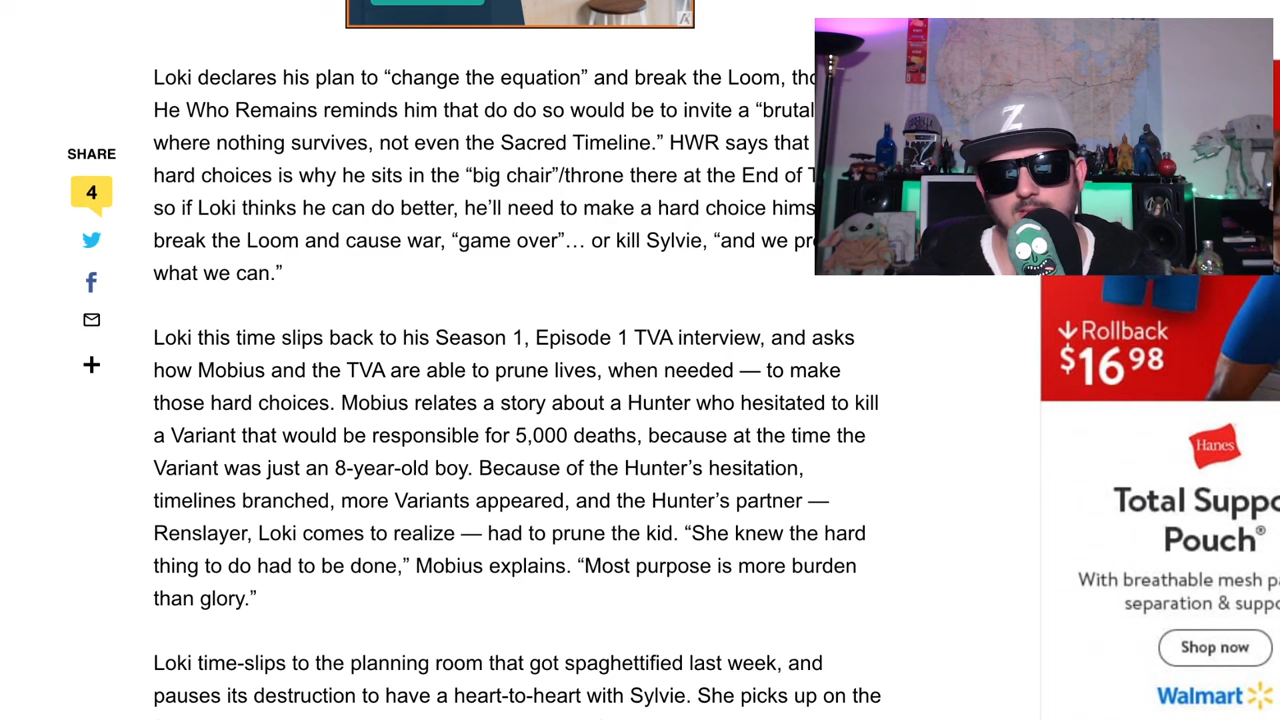 Loki declares his plan to “change the equation” and break the Loom,
He Who Remains reminds him that do do so would be to invite a “brutal
where nothing survives, not even the Sacred Timeline.” HWR says that
hard choices is why he sits in the “big chair”/throne there at the End of
so if Loki thinks he can do better, he’ll need to make a hard choice
break the Loom and cause war, “game over”… or kill Sylvie, “and we
what we can.”
SHARE
4
Loki this time slips back to his Season 1, Episode 1 TVA interview, and asks
how Mobius and the TVA are able to prune lives, when needed — to make
those hard choices. Mobius relates a story about a Hunter who hesitated to kill
a Variant that would be responsible for 5,000 deaths, because at the time the
Variant was just an 8-year-old boy. Because of the Hunter’s hesitation,
timelines branched, more Variants appeared, and the Hunter’s partner —
Renslayer, Loki comes to realize — had to prune the kid. “She knew the hard
thing to do had to be done,” Mobius explains. “Most purpose is more burden
than glory.”
Loki time-slips to the planning room that got spaghettified last week, and
pauses its destruction to have a heart-to-heart with Sylvie. She picks up on the
Z
Rollback
$16 98
Hanes
Total
Pouch®
With breathable mesh
separation &
Shop now
Walmart